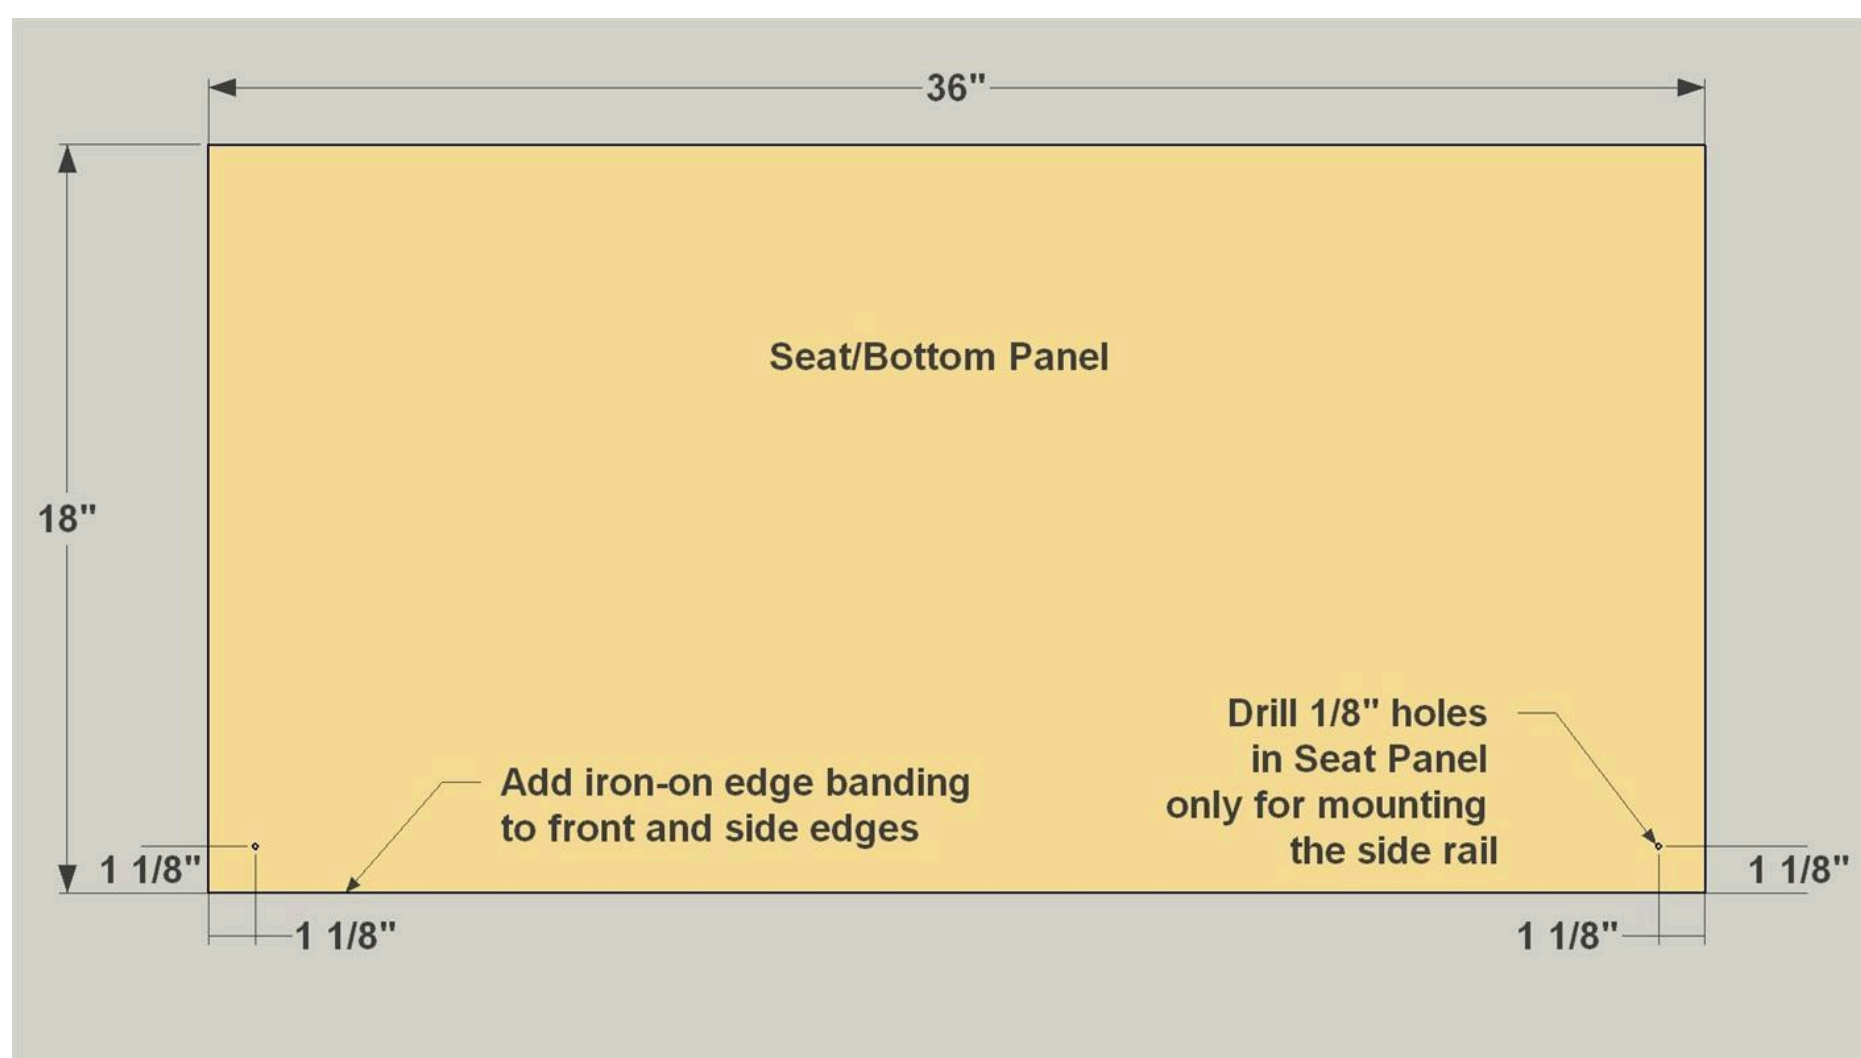 36"
18"
Seat/Bottom Panel
Drill 1/8" holes
in Seat Panel
only for mounting
the side rail
Add iron-on edge banding
to front and side edges
1 1/8"
1 1/8"
1 1/8"
1 1/8"